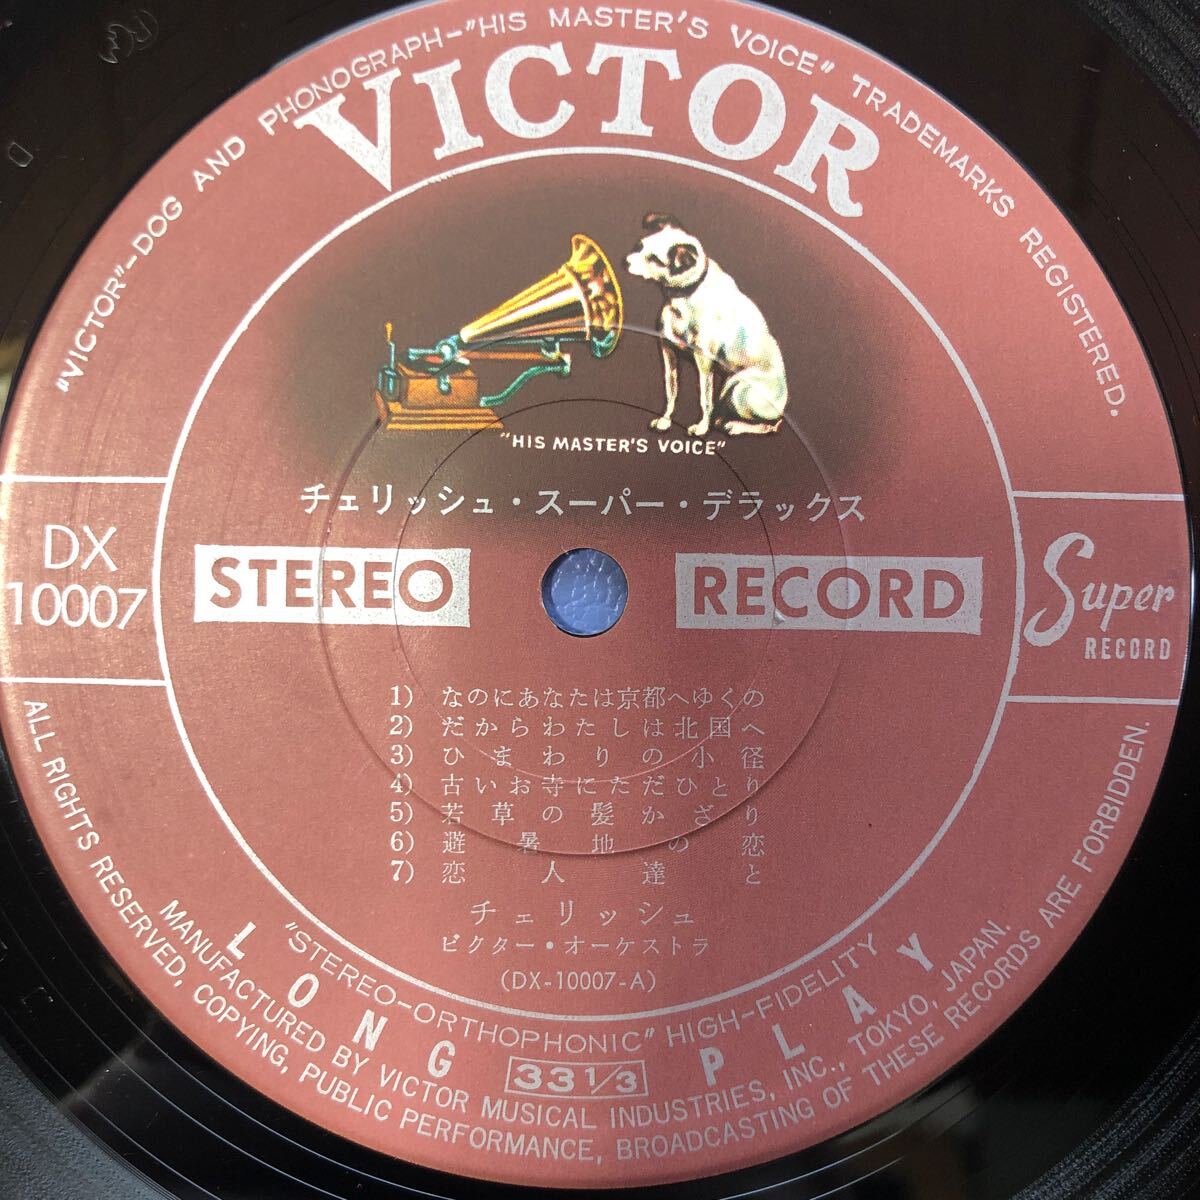 "VICTOR"–DOG AND PHONOGRAPH–"HIS MASTER'S VOICE" TRADEMARKS REGISTERED.
VICTOR
"HIS MASTER'S VOICE"
チェリッシュ・スーパー・デラックス
DX
10007
STEREO
RECORD
Super
RECORD
1) なのにあなたは京都へゆくの
2) だからわたしは北国へ
3) ひまわりの小径
4) 古いお寺にただひとり
5) 若草の髪かざり
6) 避暑地の恋
7) 恋人達と
チェリッシュ
ビクター・オーケストラ
(DX-10007-A)
"STEREO–ORTHOPHONIC" HIGH–FIDELITY
LONG PLAY
33 1/3
MANUFACTURED BY VICTOR MUSICAL INDUSTRIES, INC., TOKYO, JAPAN.
ALL RIGHTS RESERVED, COPYING, PUBLIC PERFORMANCE, BROADCASTING OF THESE RECORDS ARE FORBIDDEN.